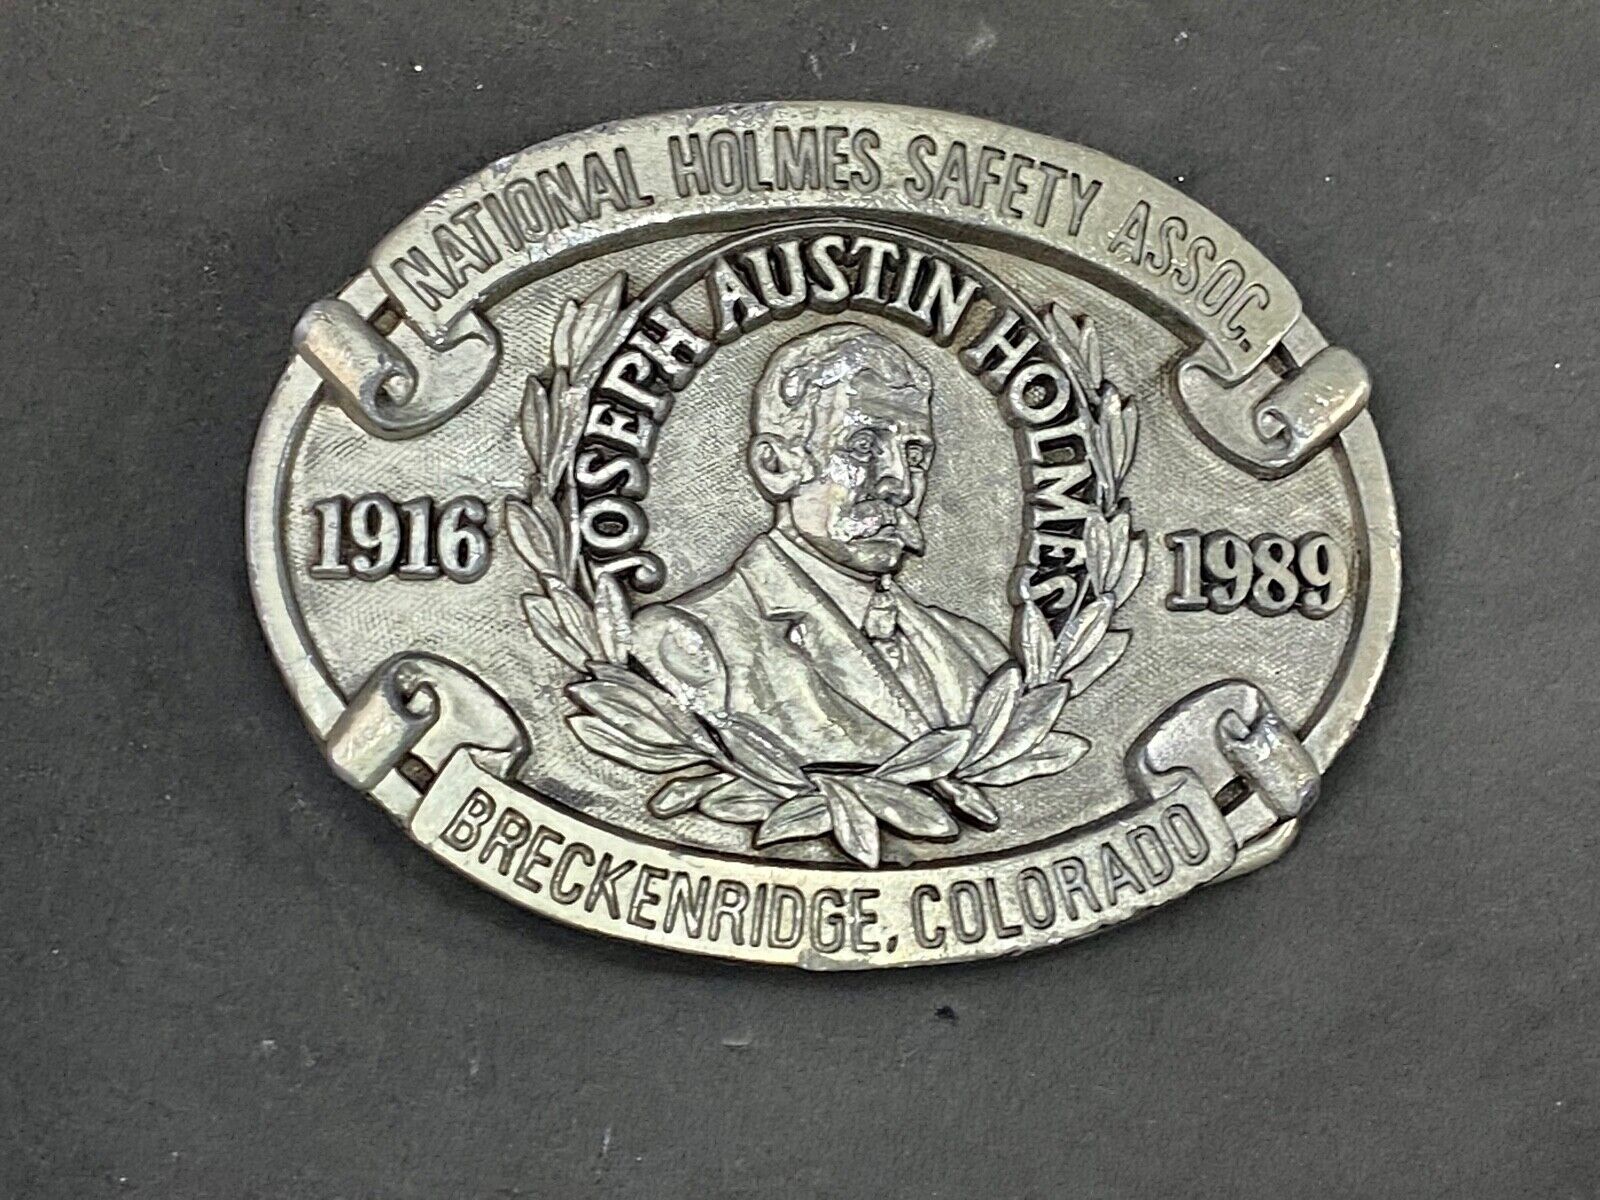 NATIONAL HOLMES SAFETY ASSOC.
JOSEPH AUSTIN HOLMES
1916
1989
BRECKENRIDGE, COLORADO